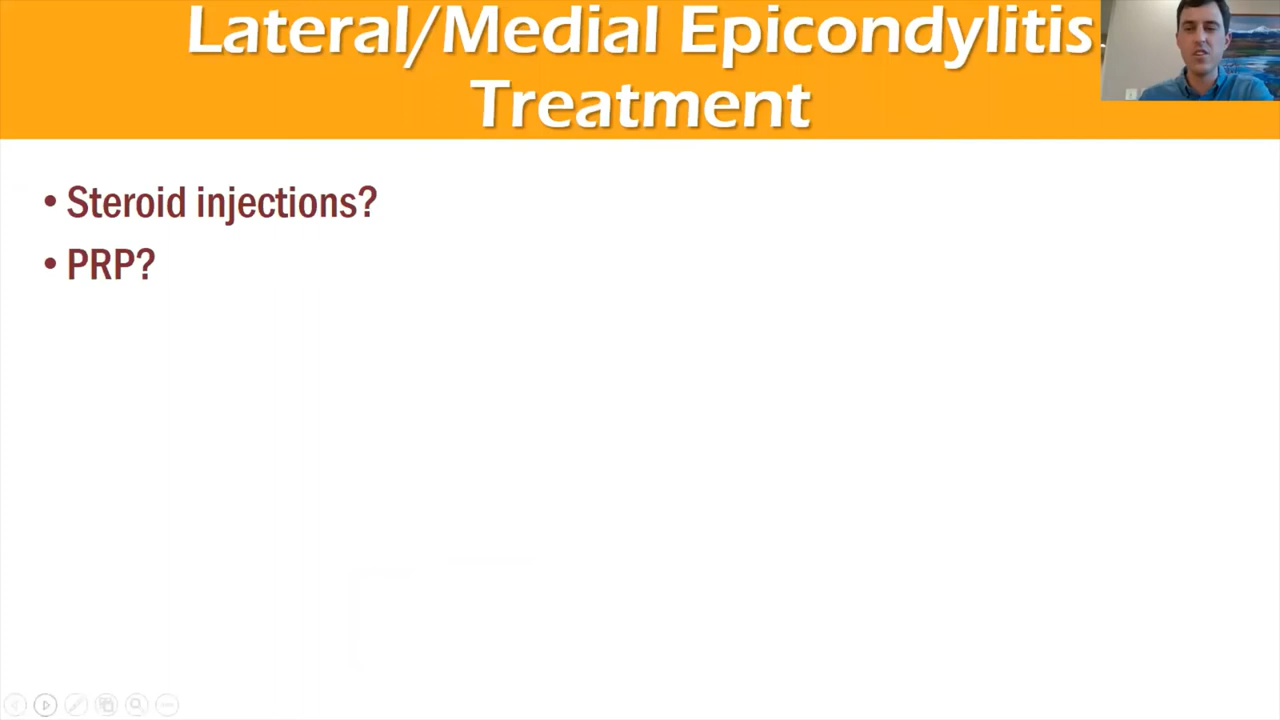 Lateral/Medial Epicondylitis
Treatment
• Steroid injections?
• PRP?